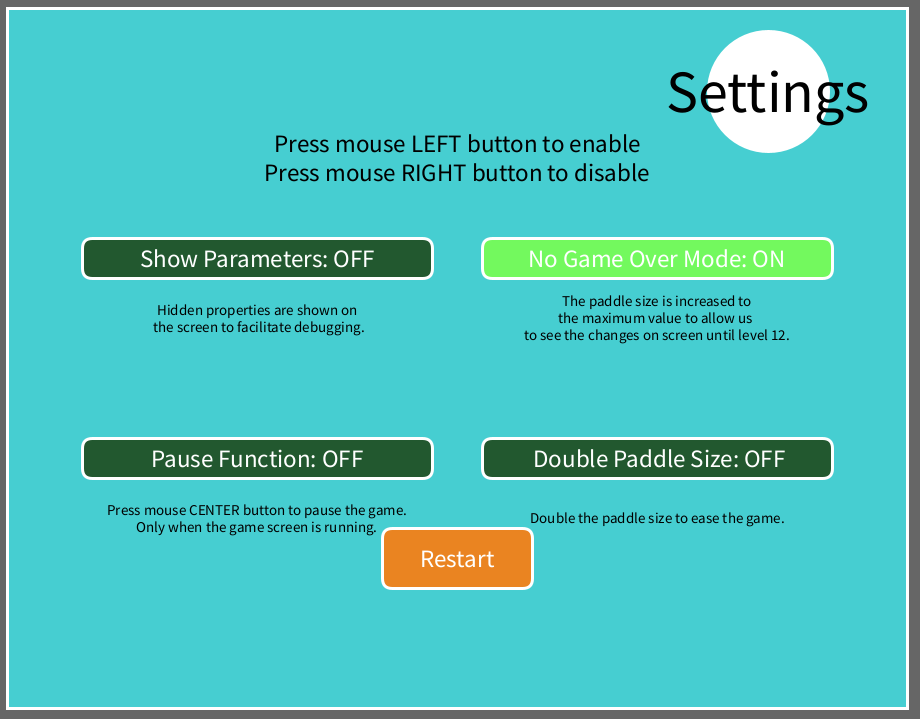 Settings
Press mouse LEFT button to enable
Press mouse RIGHT button to disable
Show Parameters: OFF
Hidden properties are shown on
the screen to facilitate debugging.
No Game Over Mode: ON
The paddle size is increased to
the maximum value to allow us
to see the changes on screen until level 12.
Pause Function: OFF
Press mouse CENTER button to pause the game.
Only when the game screen is running.
Double Paddle Size: OFF
Double the paddle size to ease the game.
Restart